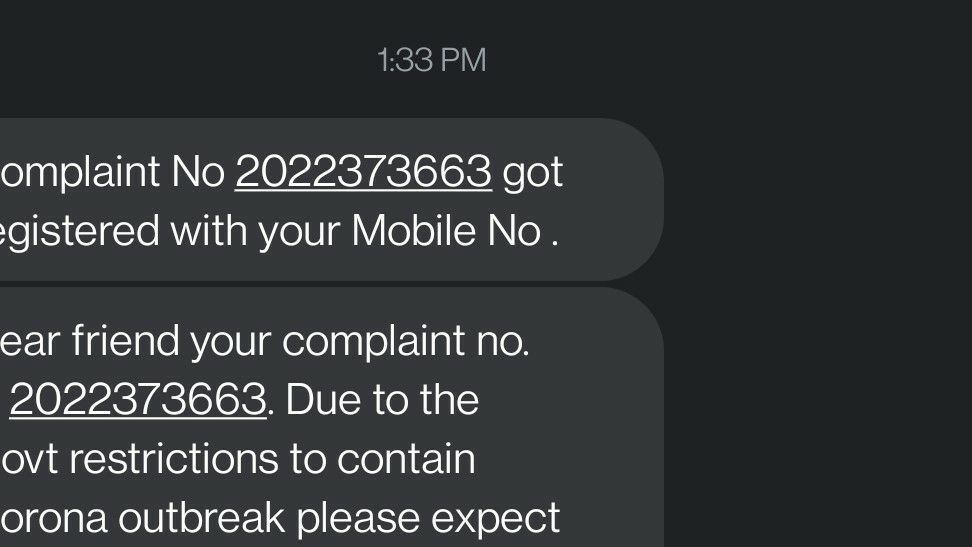 1:33 PM
omplaint No 2022373663 got
egistered with your Mobile No .
ear friend your complaint no.
2022373663. Due to the
ovt restrictions to contain
orona outbreak please expect